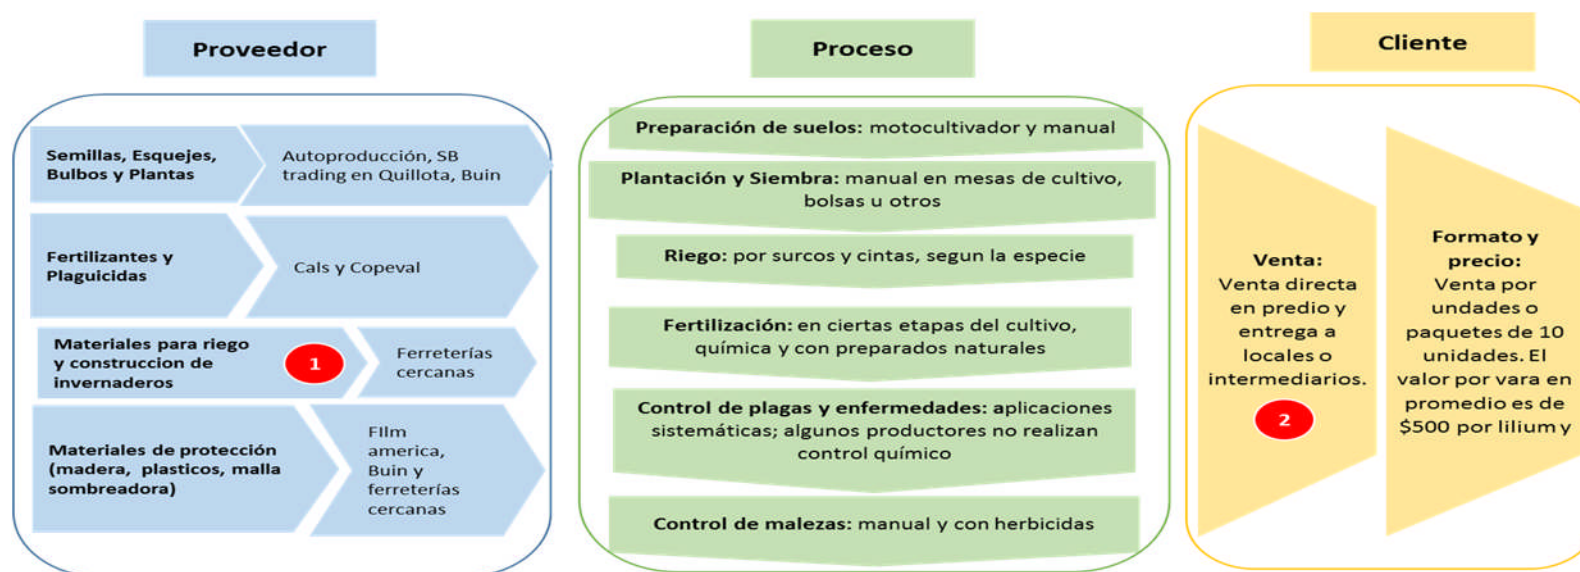 Proveedor
Semillas, Esquejes,
Bulbos y Plantas
Autoproducción, SB
trading en Quillota, Buin
Fertilizantes y
Plaguicidas
Cals y Copeval
Materiales para riego
y construccion de
invernaderos
1
Ferreterías
cercanas
Materiales de protección
(madera, plasticos, malla
sombreadora)
FIlm
america,
Buin y
ferreterías
cercanas
Proceso
Preparación de suelos: motocultivador y manual
Plantación y Siembra: manual en mesas de cultivo,
bolsas u otros
Riego: por surcos y cintas, segun la especie
Fertilización: en ciertas etapas del cultivo,
química y con preparados naturales
Control de plagas y enfermedades: aplicaciones
sistemáticas; algunos productores no realizan
control químico
Control de malezas: manual y con herbicidas
Cliente
Venta:
Venta directa
en predio y
entrega a
locales o
intermediarios.
2
Formato y
precio:
Venta por
undades o
paquetes de 10
unidades. El
valor por vara en
promedio es de
$500 por lilium y